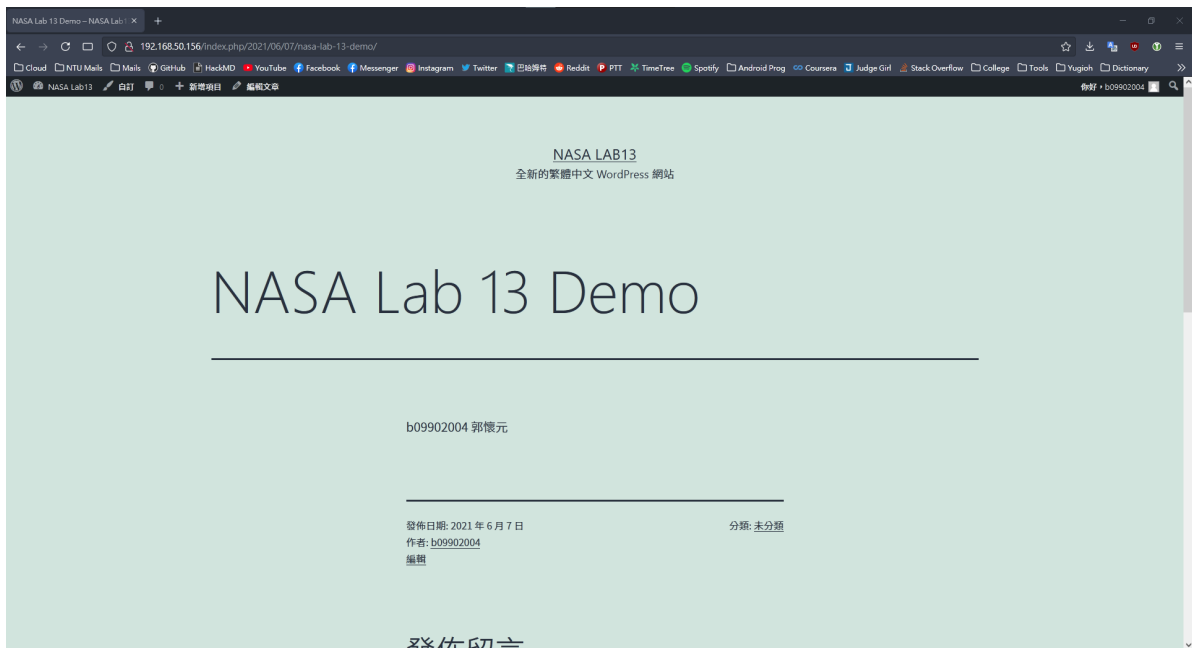 NASA Lab 13 Demo – NASA Lab1
192.168.50.156/index.php/2021/06/07/nasa-lab-13-demo/
Cloud NTU Mails Mails GitHub HackMD YouTube Facebook Messenger Instagram Twitter 巴哈姆特 Reddit PTT TimeTree Spotify Android Prog Coursera Judge Girl Stack Overflow College Tools Yugioh Dictionary
NASA Lab13 自訂 0 新增項目 編輯文章 你好，b09902004
NASA LAB13
全新的繁體中文 WordPress 網站
NASA Lab 13 Demo
b09902004 郭懷元
發佈日期: 2021 年 6 月 7 日 分類: 未分類
作者: b09902004
編輯
發佈留言